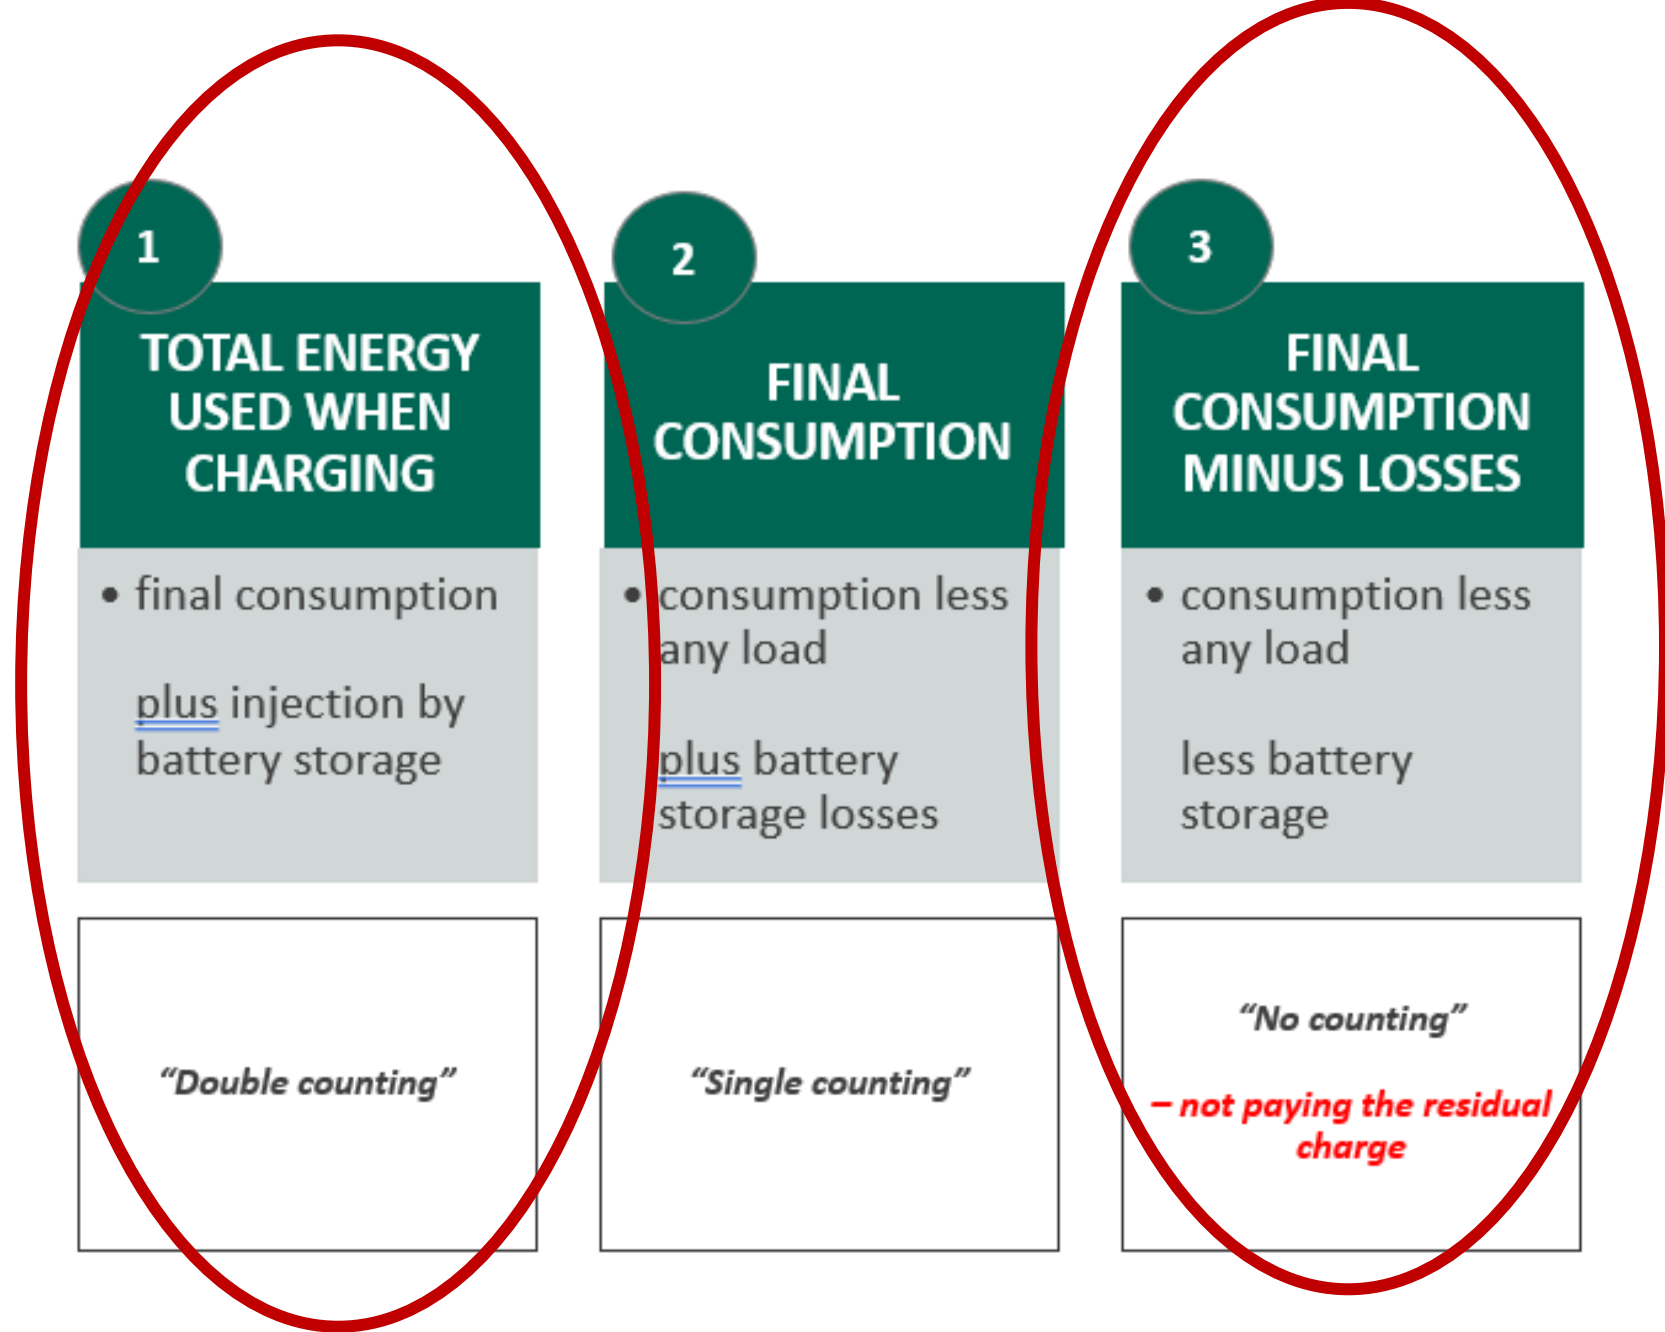 1
TOTAL ENERGY
USED WHEN
CHARGING
• final consumption
plus injection by
battery storage
“Double counting”
2
FINAL
CONSUMPTION
• consumption less
any load
plus battery
storage losses
“Single counting”
3
FINAL
CONSUMPTION
MINUS LOSSES
• consumption less
any load
less battery
storage
“No counting”
– not paying the residual
charge